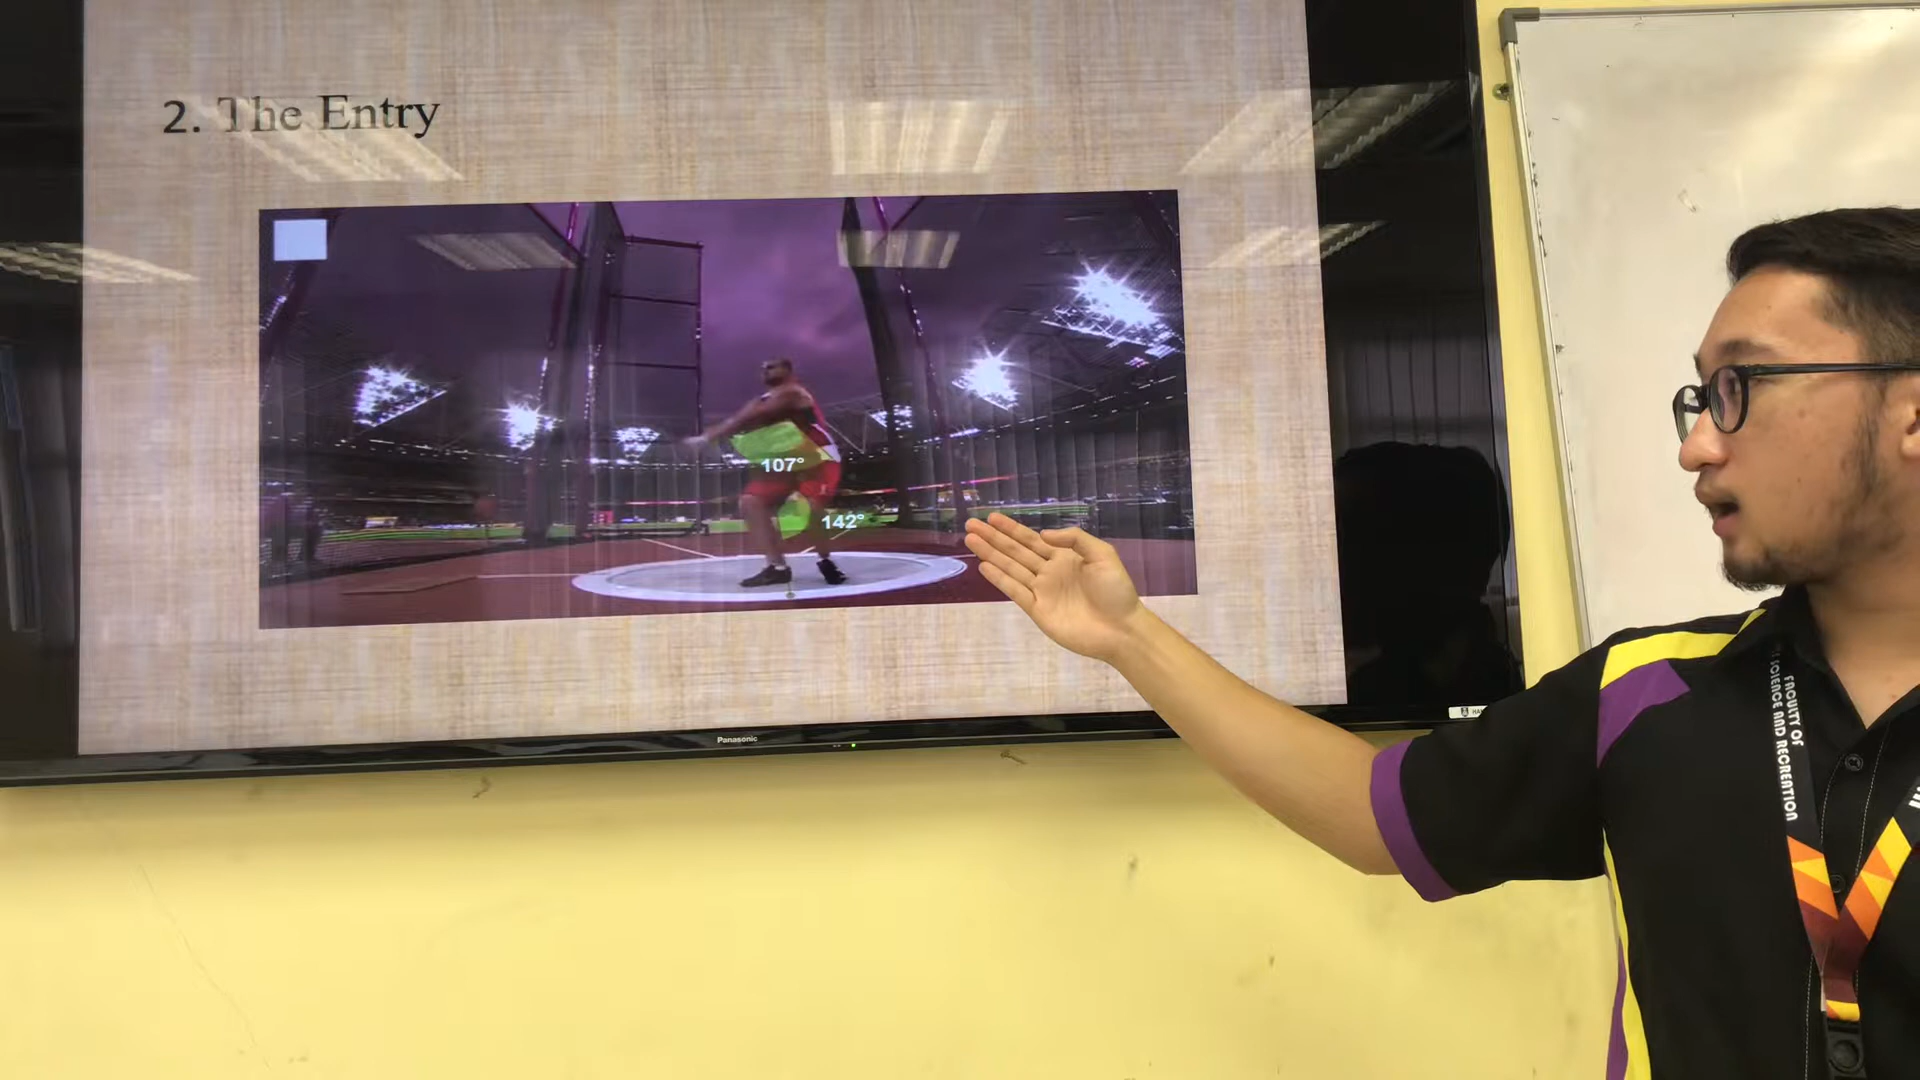 2. The Entry
107°
142°
Panasonic
FACULTY OF
SCIENCE AND RECREATION